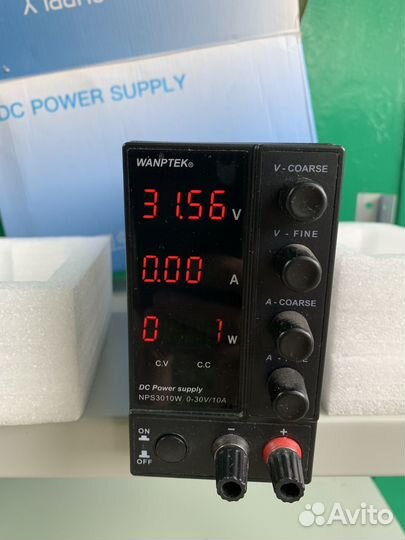 SUPPLY
DC POWER SUPPLY
WANPTEK®
31.56 V
0.00 A
0 1 W
C.V C.C
DC Power supply
NPS3010W 0-30V/10A
V - COARSE
V - FINE
A - COARSE
ON
OFF
- +
Avito